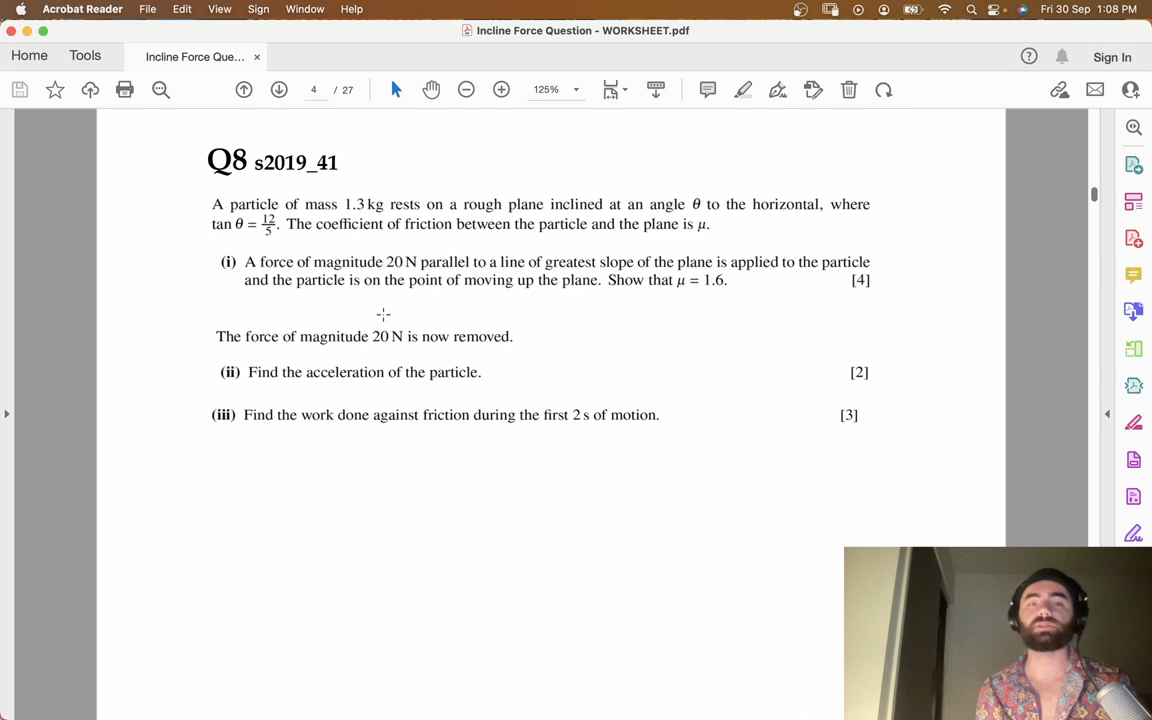 Acrobat Reader File Edit View Sign Window Help Fri 30 Sep 1:08 PM
Incline Force Question - WORKSHEET.pdf
Home Tools Incline Force Que... × Sign In
4 / 27 125%
Q8 s2019_41
A particle of mass 1.3 kg rests on a rough plane inclined at an angle θ to the horizontal, where
tan θ = 12/5. The coefficient of friction between the particle and the plane is μ.
(i) A force of magnitude 20 N parallel to a line of greatest slope of the plane is applied to the particle
and the particle is on the point of moving up the plane. Show that μ = 1.6. [4]
The force of magnitude 20 N is now removed.
(ii) Find the acceleration of the particle. [2]
(iii) Find the work done against friction during the first 2 s of motion. [3]